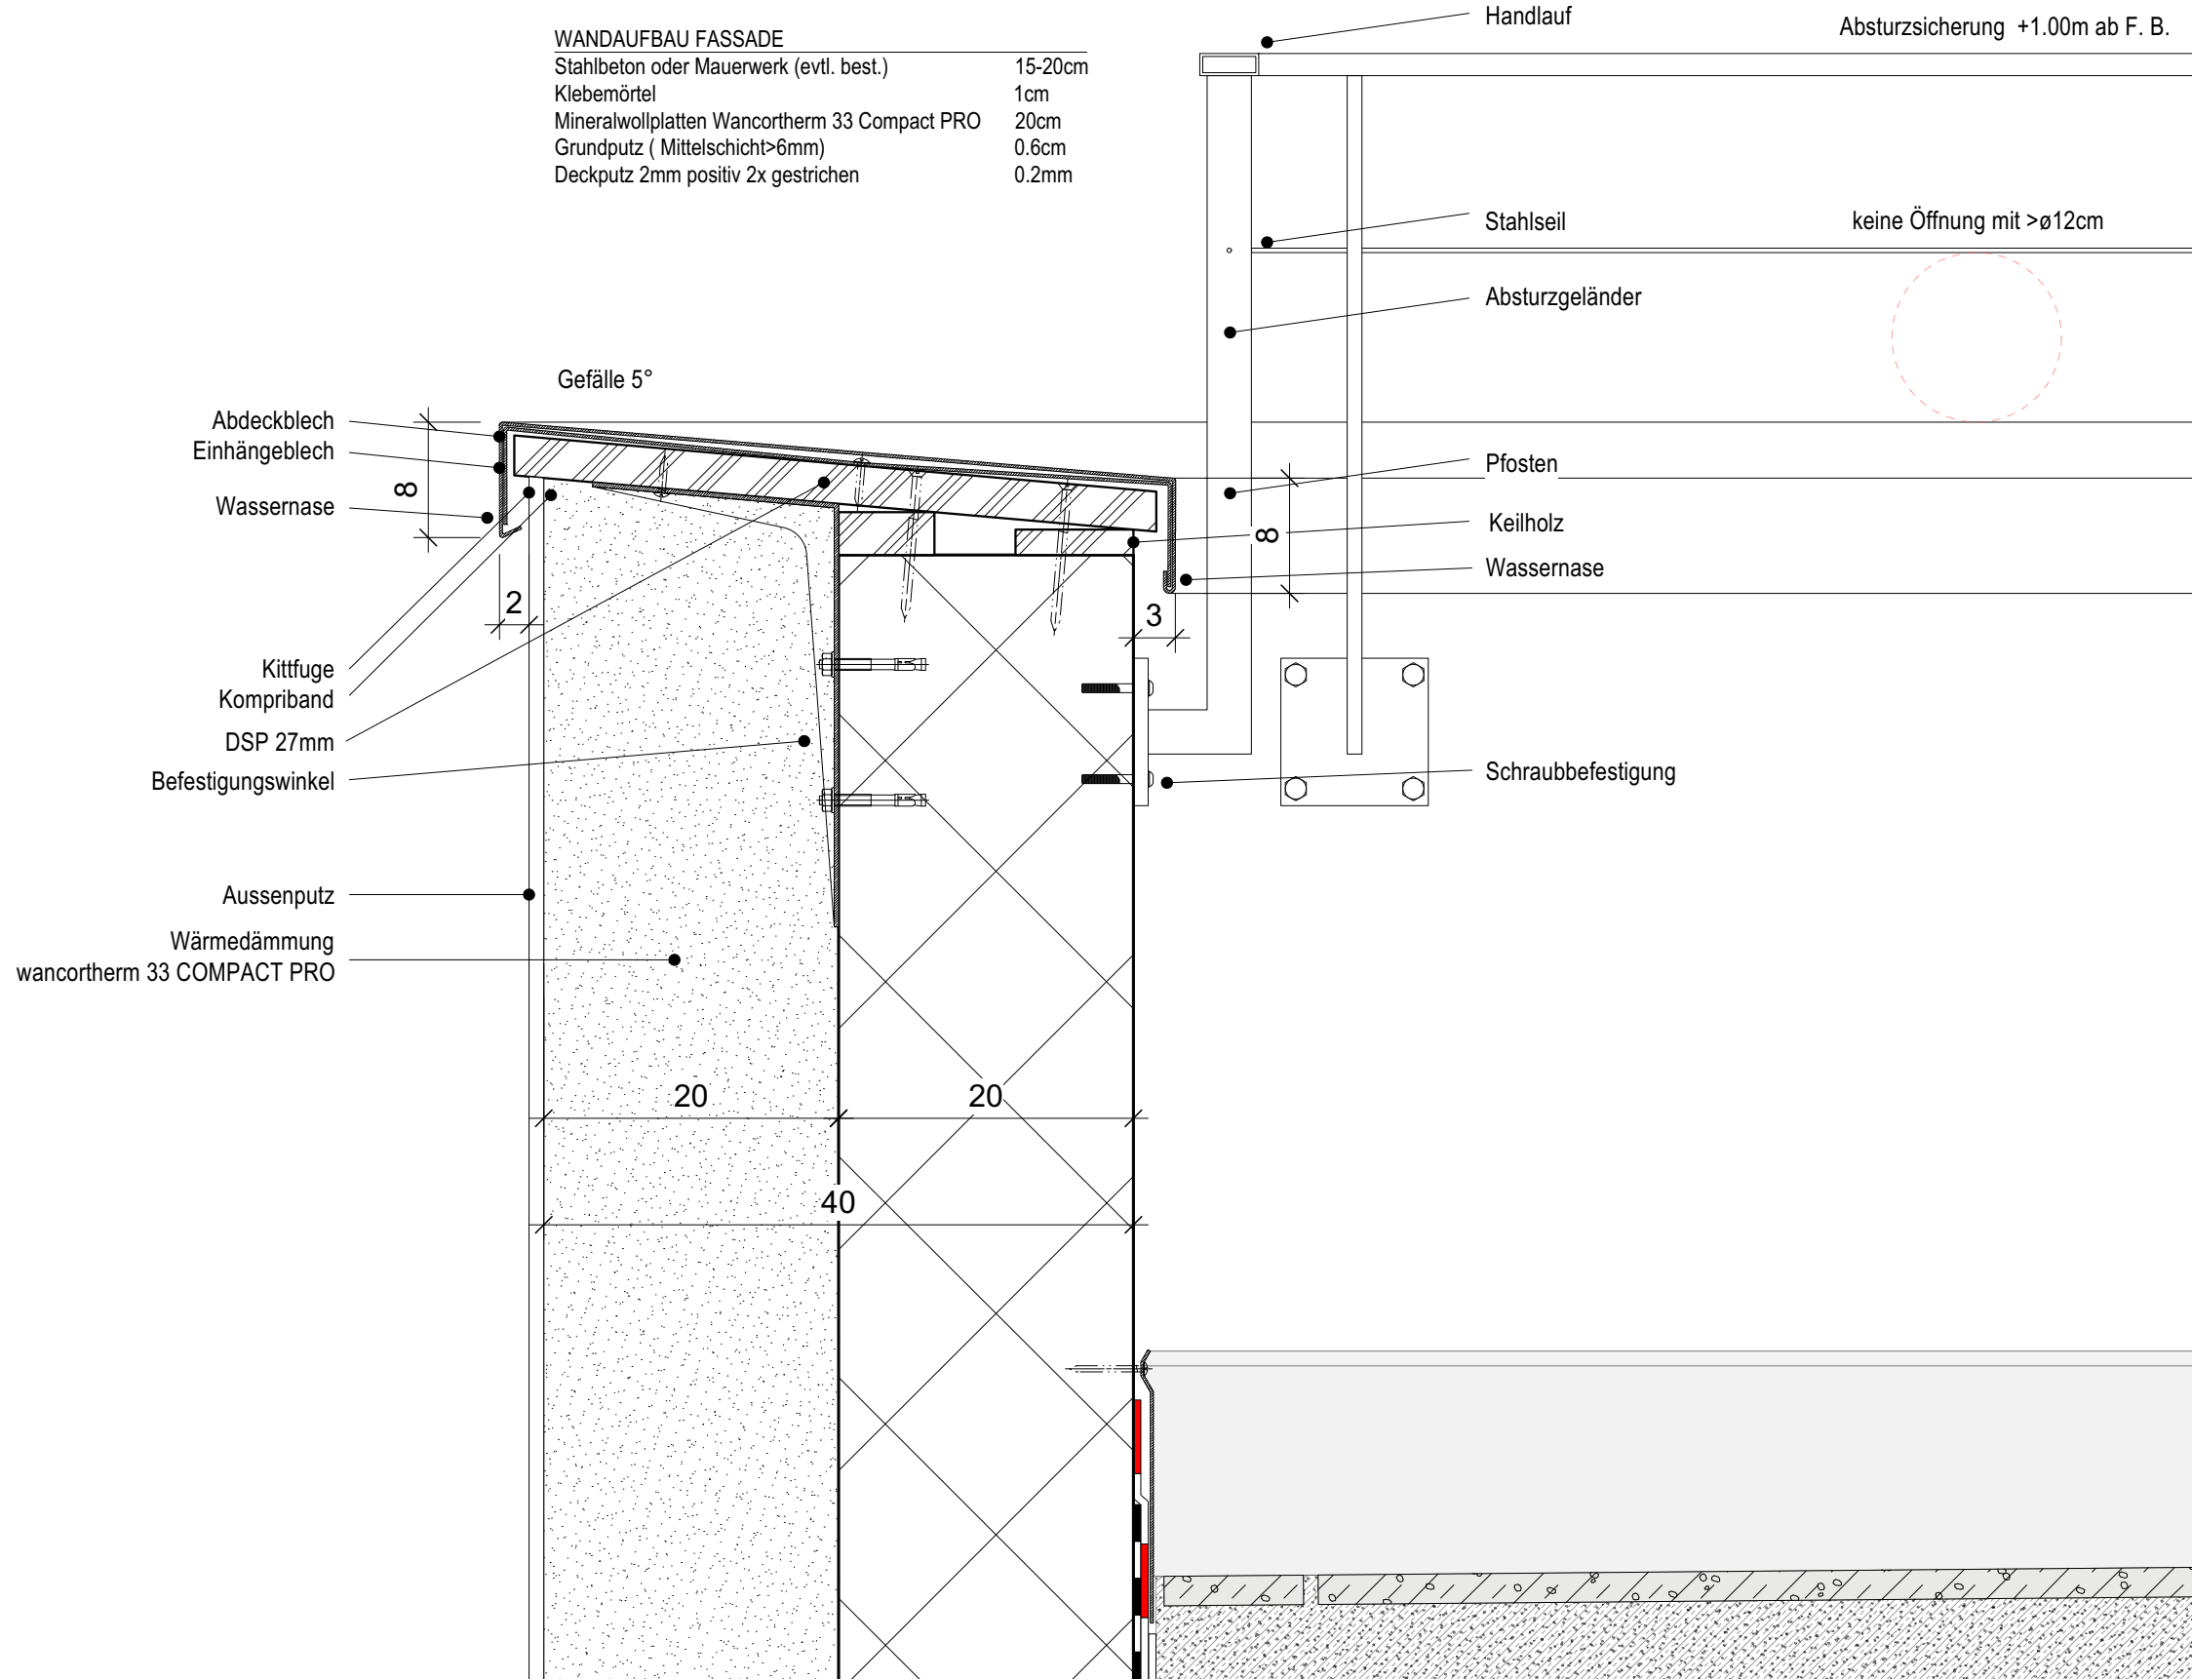 Handlauf
Absturzsicherung  +1.00m ab F. B.
WANDAUFBAU FASSADE
Stahlbeton oder Mauerwerk (evtl. best.) 15-20cm
Klebemörtel 1cm
Mineralwollplatten Wancortherm 33 Compact PRO 20cm
Grundputz ( Mittelschicht>6mm) 0.6cm
Deckputz 2mm positiv 2x gestrichen 0.2mm
Stahlseil
keine Öffnung mit >ø12cm
Absturzgeländer
Gefälle 5°
Abdeckblech
Einhängeblech
Wassernase
8
Pfosten
Keilholz
8
Wassernase
2
3
Kittfuge
Kompriband
DSP 27mm
Befestigungswinkel
Schraubbefestigung
Aussenputz
Wärmedämmung
wancortherm 33 COMPACT PRO
20
20
40